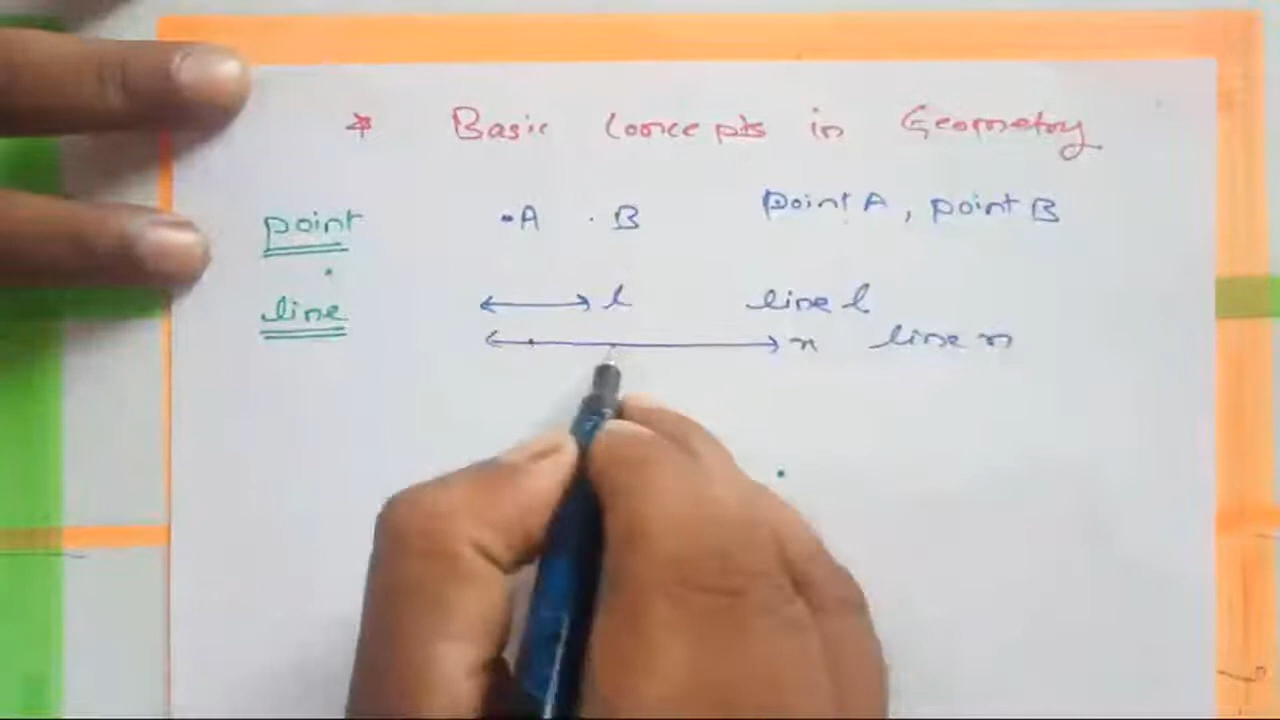 * Basic Concepts in Geometry
point •A • B point A, point B
line l line l
n line n